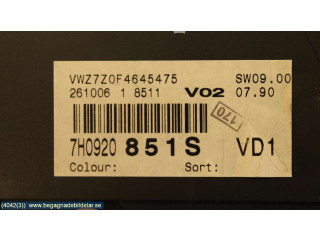 VWZ7Z0F4645475 SW09.00
261006 1 8511 V02 07.90
170
7H0920 851S VD1
Colour: Sort:
(4042(3)) www.begagnadebildelar.se